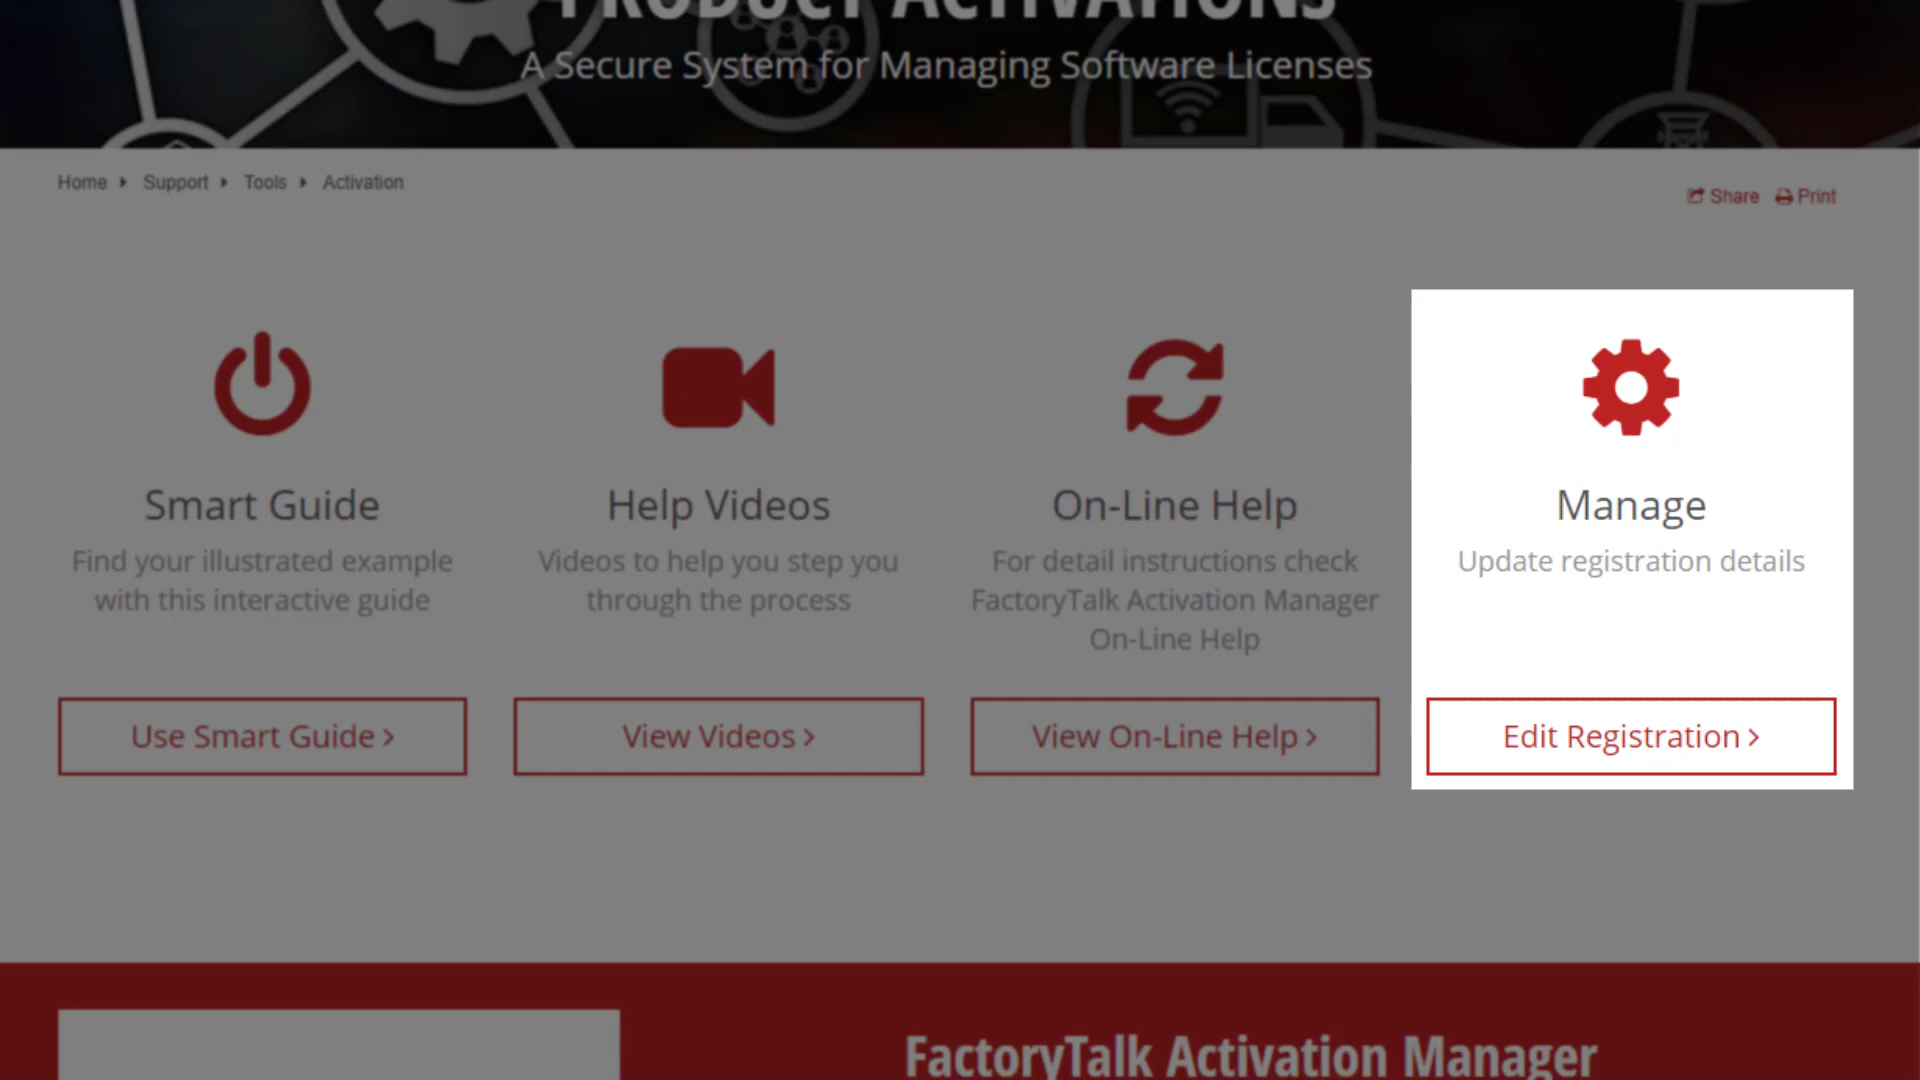 PRODUCT ACTIVATIONS
A Secure System for Managing Software Licenses
Home Support Tools Activation
Share Print
Smart Guide
Find your illustrated example
with this interactive guide
Use Smart Guide >
Help Videos
Videos to help you step you
through the process
View Videos >
On-Line Help
For detail instructions check
FactoryTalk Activation Manager
On-Line Help
View On-Line Help >
Manage
Update registration details
Edit Registration >
FactoryTalk Activation Manager